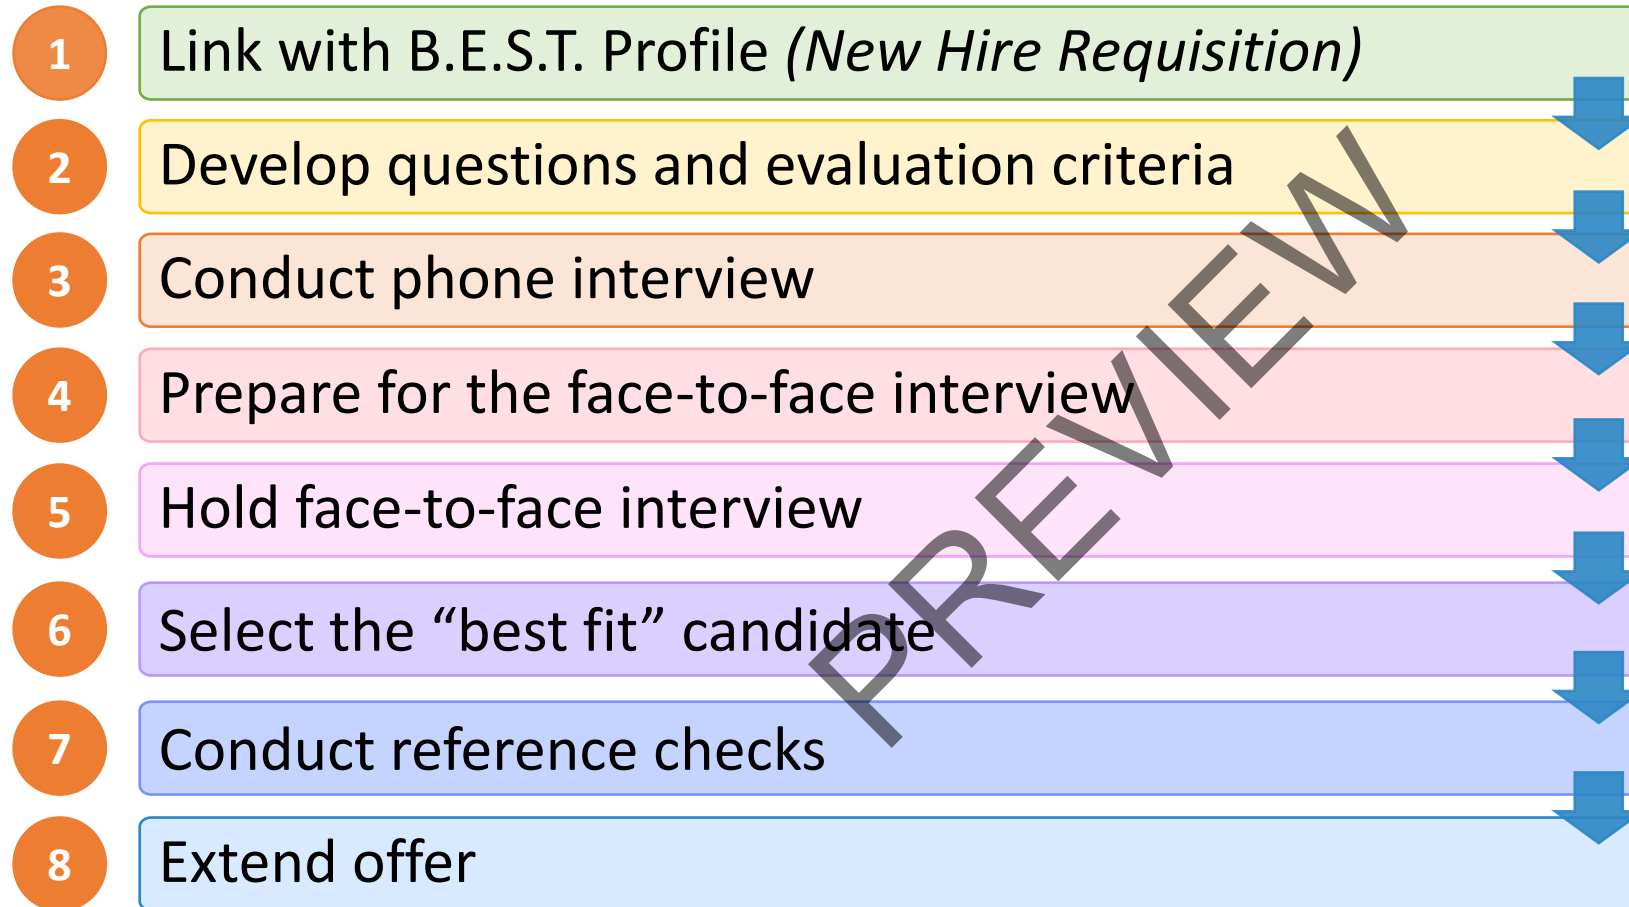 1 Link with B.E.S.T. Profile (New Hire Requisition)
2 Develop questions and evaluation criteria
3 Conduct phone interview
4 Prepare for the face-to-face interview
5 Hold face-to-face interview
6 Select the “best fit” candidate
7 Conduct reference checks
8 Extend offer
PREVIEW